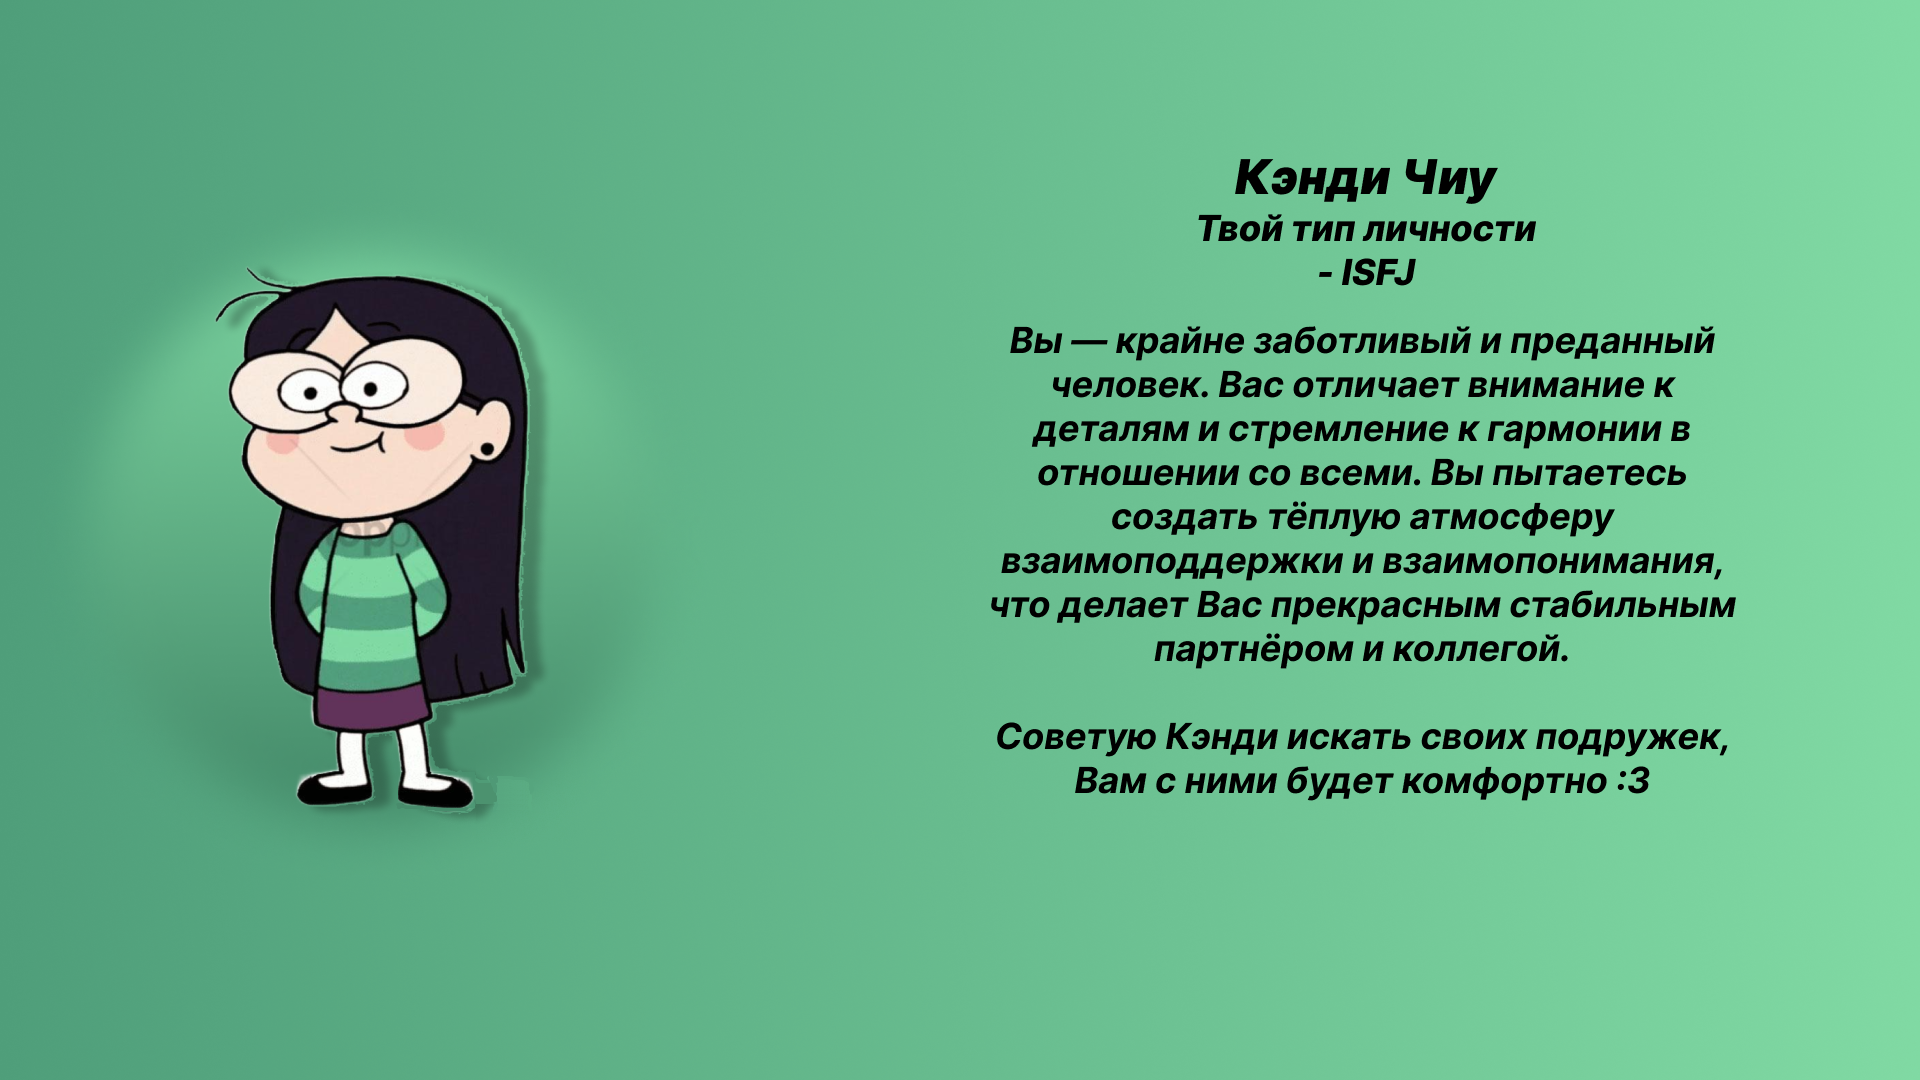 Кэнди Чиу
Твой тип личности
- ISFJ
Вы — крайне заботливый и преданный
человек. Вас отличает внимание к
деталям и стремление к гармонии в
отношении со всеми. Вы пытаетесь
создать тёплую атмосферу
взаимоподдержки и взаимопонимания,
что делает Вас прекрасным стабильным
партнёром и коллегой.
Советую Кэнди искать своих подружек,
Вам с ними будет комфортно :3